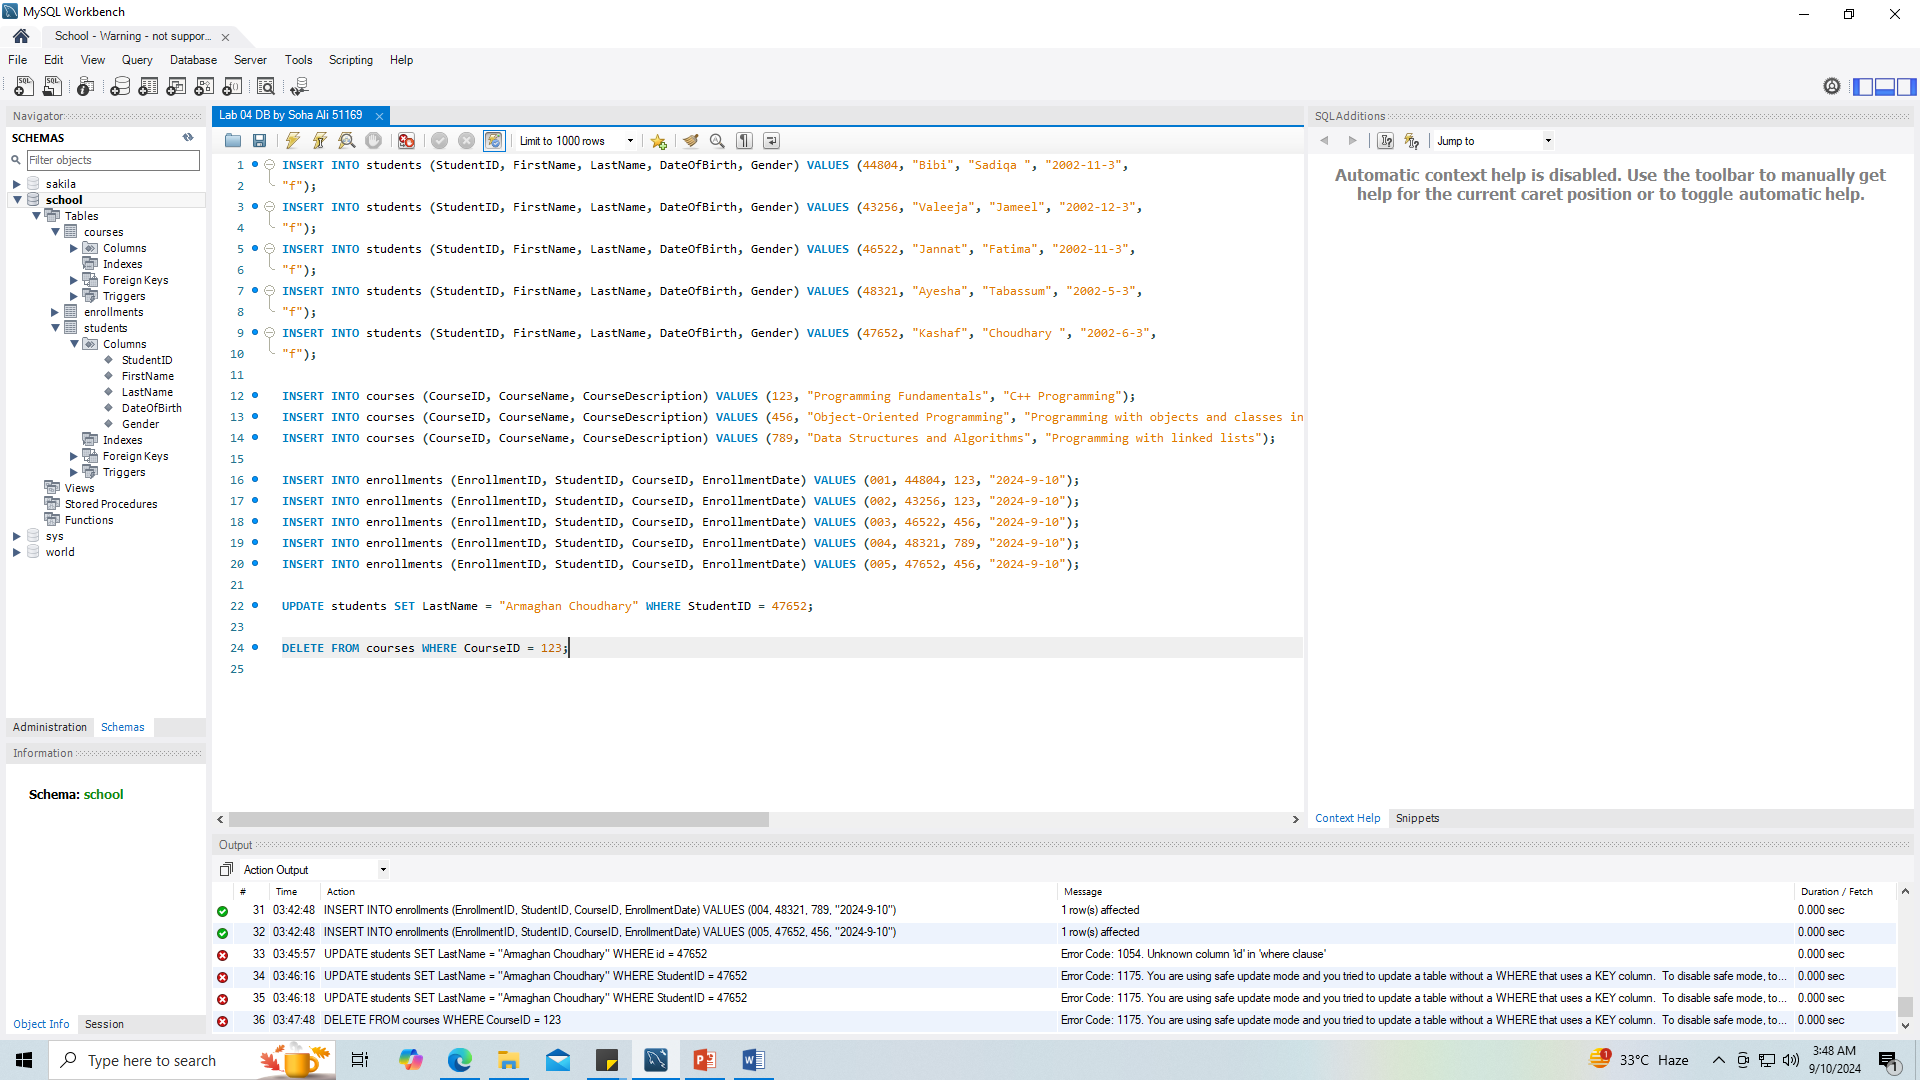 MySQL Workbench
School - Warning - not suppor...
File Edit View Query Database Server Tools Scripting Help
Navigator
SCHEMAS
Filter objects
sakila
school
Tables
courses
Columns
Indexes
Foreign Keys
Triggers
enrollments
students
Columns
StudentID
FirstName
LastName
DateOfBirth
Gender
Indexes
Foreign Keys
Triggers
Views
Stored Procedures
Functions
sys
world
Administration Schemas
Information
Schema: school
Object Info Session
Lab 04 DB by Soha Ali 51169
Limit to 1000 rows
1 INSERT INTO students (StudentID, FirstName, LastName, DateOfBirth, Gender) VALUES (44804, "Bibi", "Sadiqa ", "2002-11-3",
2 "f");
3 INSERT INTO students (StudentID, FirstName, LastName, DateOfBirth, Gender) VALUES (43256, "Valeeja", "Jameel", "2002-12-3",
4 "f");
5 INSERT INTO students (StudentID, FirstName, LastName, DateOfBirth, Gender) VALUES (46522, "Jannat", "Fatima", "2002-11-3",
6 "f");
7 INSERT INTO students (StudentID, FirstName, LastName, DateOfBirth, Gender) VALUES (48321, "Ayesha", "Tabassum", "2002-5-3",
8 "f");
9 INSERT INTO students (StudentID, FirstName, LastName, DateOfBirth, Gender) VALUES (47652, "Kashaf", "Choudhary ", "2002-6-3",
10 "f");
11
12 INSERT INTO courses (CourseID, CourseName, CourseDescription) VALUES (123, "Programming Fundamentals", "C++ Programming");
13 INSERT INTO courses (CourseID, CourseName, CourseDescription) VALUES (456, "Object-Oriented Programming", "Programming with objects and classes in
14 INSERT INTO courses (CourseID, CourseName, CourseDescription) VALUES (789, "Data Structures and Algorithms", "Programming with linked lists");
15
16 INSERT INTO enrollments (EnrollmentID, StudentID, CourseID, EnrollmentDate) VALUES (001, 44804, 123, "2024-9-10");
17 INSERT INTO enrollments (EnrollmentID, StudentID, CourseID, EnrollmentDate) VALUES (002, 43256, 123, "2024-9-10");
18 INSERT INTO enrollments (EnrollmentID, StudentID, CourseID, EnrollmentDate) VALUES (003, 46522, 456, "2024-9-10");
19 INSERT INTO enrollments (EnrollmentID, StudentID, CourseID, EnrollmentDate) VALUES (004, 48321, 789, "2024-9-10");
20 INSERT INTO enrollments (EnrollmentID, StudentID, CourseID, EnrollmentDate) VALUES (005, 47652, 456, "2024-9-10");
21
22 UPDATE students SET LastName = "Armaghan Choudhary" WHERE StudentID = 47652;
23
24 DELETE FROM courses WHERE CourseID = 123;
25
SQLAdditions
Jump to
Automatic context help is disabled. Use the toolbar to manually get
help for the current caret position or to toggle automatic help.
Context Help Snippets
Output
Action Output
# Time Action Message Duration / Fetch
31 03:42:48 INSERT INTO enrollments (EnrollmentID, StudentID, CourseID, EnrollmentDate) VALUES (004, 48321, 789, "2024-9-10") 1 row(s) affected 0.000 sec
32 03:42:48 INSERT INTO enrollments (EnrollmentID, StudentID, CourseID, EnrollmentDate) VALUES (005, 47652, 456, "2024-9-10") 1 row(s) affected 0.000 sec
33 03:45:57 UPDATE students SET LastName = "Armaghan Choudhary" WHERE id = 47652 Error Code: 1054. Unknown column 'id' in 'where clause' 0.000 sec
34 03:46:16 UPDATE students SET LastName = "Armaghan Choudhary" WHERE StudentID = 47652 Error Code: 1175. You are using safe update mode and you tried to update a table without a WHERE that uses a KEY column. To disable safe mode, to... 0.000 sec
35 03:46:18 UPDATE students SET LastName = "Armaghan Choudhary" WHERE StudentID = 47652 Error Code: 1175. You are using safe update mode and you tried to update a table without a WHERE that uses a KEY column. To disable safe mode, to... 0.000 sec
36 03:47:48 DELETE FROM courses WHERE CourseID = 123 Error Code: 1175. You are using safe update mode and you tried to update a table without a WHERE that uses a KEY column. To disable safe mode, to... 0.000 sec
Type here to search
33°C Haze
3:48 AM
9/10/2024